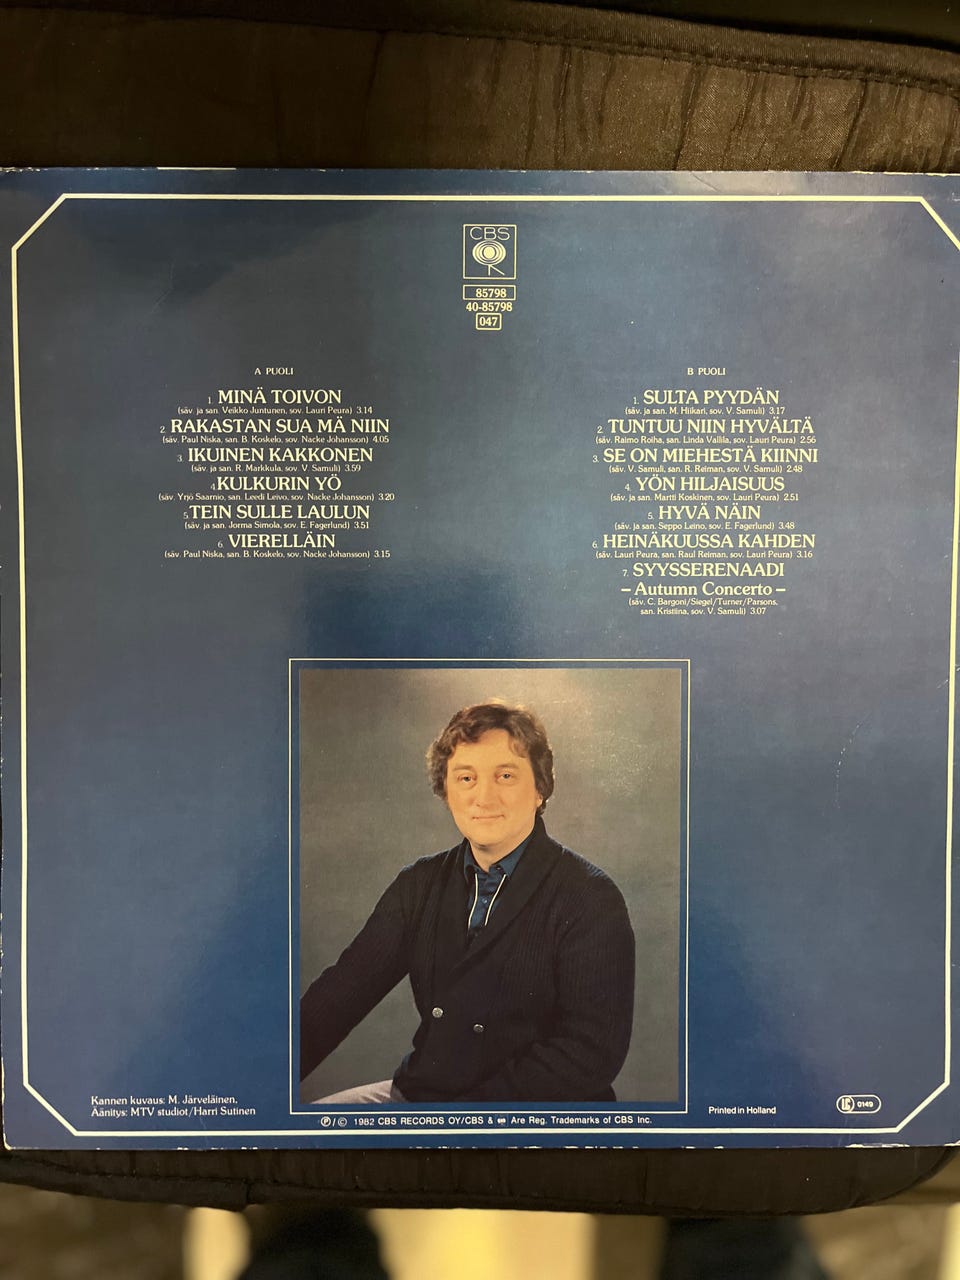 CBS
85798
40-85798
047
A PUOLI
1. MINÄ TOIVON
(säv. ja san. Veikko Juntunen, sov. Lauri Peura) 3.14
2. RAKASTAN SUA MÄ NIIN
(säv. Paul Niska, san. B. Koskelo, sov. Nacke Johansson) 4.05
3. IKUINEN KAKKONEN
(säv. ja san. R. Markkula, sov. V. Samuli) 3.59
4. KULKURIN YÖ
(säv. Yrjö Saarnio, san. Leedi Leivo, sov. Nacke Johansson) 3.20
5. TEIN SULLE LAULUN
(säv. ja san. Jorma Simola, sov. E. Fagerlund) 3.51
6. VIERELLÄIN
(säv. Paul Niska, san. B. Koskelo, sov. Nacke Johansson) 3.15
B PUOLI
1. SULTA PYYDÄN
(säv. ja san. M. Hiikari, sov. V. Samuli) 3.17
2. TUNTUU NIIN HYVÄLTÄ
(säv. Raimo Roiha, san. Linda Vallila, sov. Lauri Peura) 2.56
3. SE ON MIEHESTÄ KIINNI
(säv. V. Samuli, san. R. Reiman, sov. V. Samuli) 2.48
4. YÖN HILJAISUUS
(säv. ja san. Martti Koskinen, sov. Lauri Peura) 2.51
5. HYVÄ NÄIN
(säv. ja san. Seppo Leino, sov. E. Fagerlund) 3.48
6. HEINÄKUUSSA KAHDEN
(säv. Lauri Peura, san. Raul Reiman, sov. Lauri Peura) 3.16
7. SYYSSERENAADI
– Autumn Concerto –
(säv. C. Bargoni/Siegel/Turner/Parsons,
san. Kristiina, sov. V. Samuli) 3.07
Kannen kuvaus: M. Järveläinen.
Äänitys: MTV studiot/Harri Sutinen
Ⓟ/© 1982 CBS RECORDS OY/CBS & Are Reg. Trademarks of CBS Inc.
Printed in Holland
LC 0149